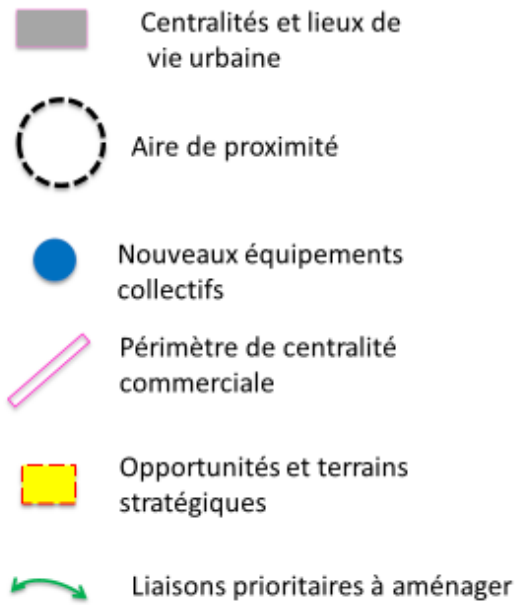 Centralités et lieux de
vie urbaine
Aire de proximité
Nouveaux équipements
collectifs
Périmètre de centralité
commerciale
Opportunités et terrains
stratégiques
Liaisons prioritaires à aménager